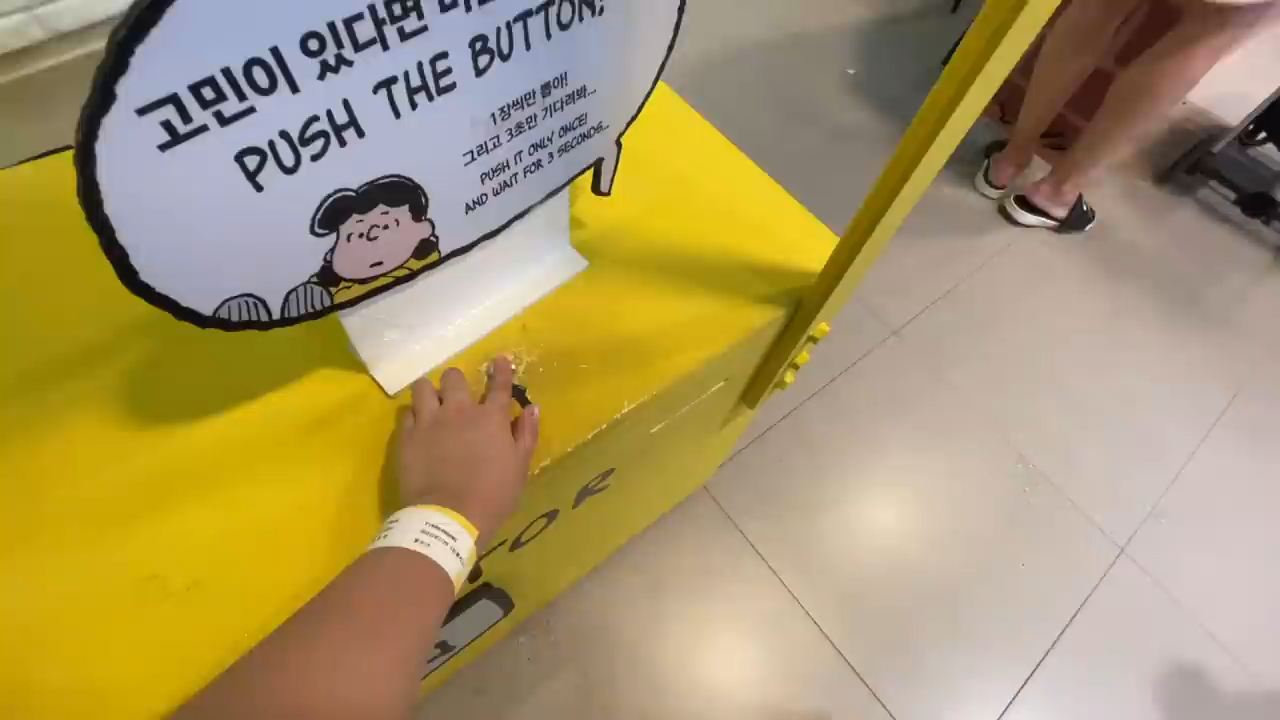 고민이 있다면
PUSH THE BUTTON,
1장씩만 뽑아!
그리고 3초만 기다려봐...
PUSH IT ONLY ONCE!
AND WAIT FOR 3 SECONDS...
TOR